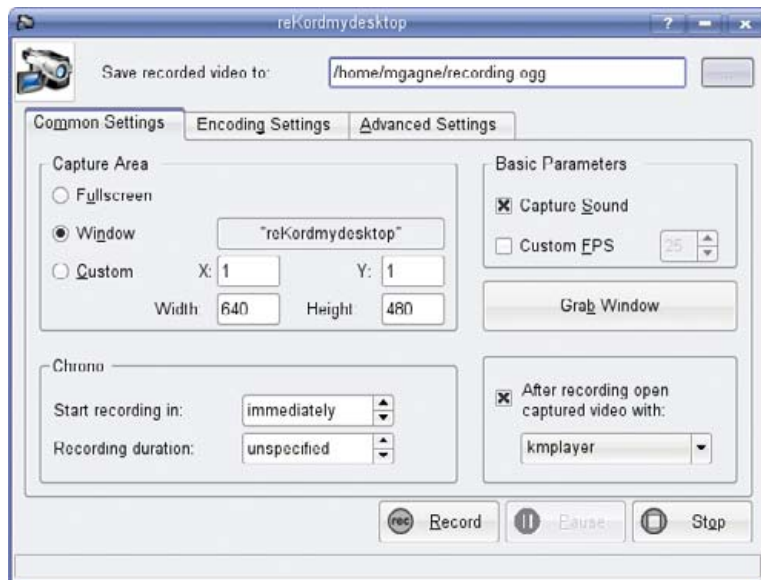 reKordmydesktop
Save recorded video to: /home/mgagne/recording ogg ...
Common Settings Encoding Settings Advanced Settings
Capture Area
Fullscreen
Window "reKordmydesktop"
Custom X: 1 Y: 1
Width 640 Height 480
Basic Parameters
Capture Sound
Custom FPS 25
Grab Window
Chrono
Start recording in: immediately
Recording duration: unspecified
After recording open
captured video with:
kmplayer
rec Record Pause Stop